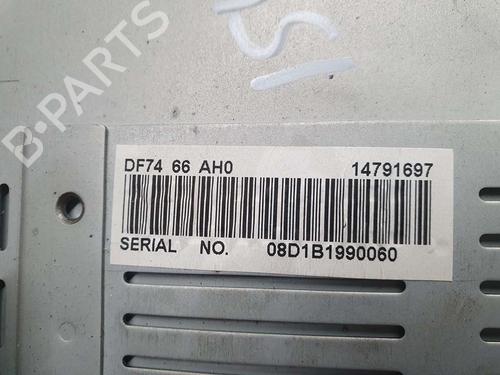 B-PARTS
DF74 66 AH0 14791697
SERIAL NO. 08D1B1990060